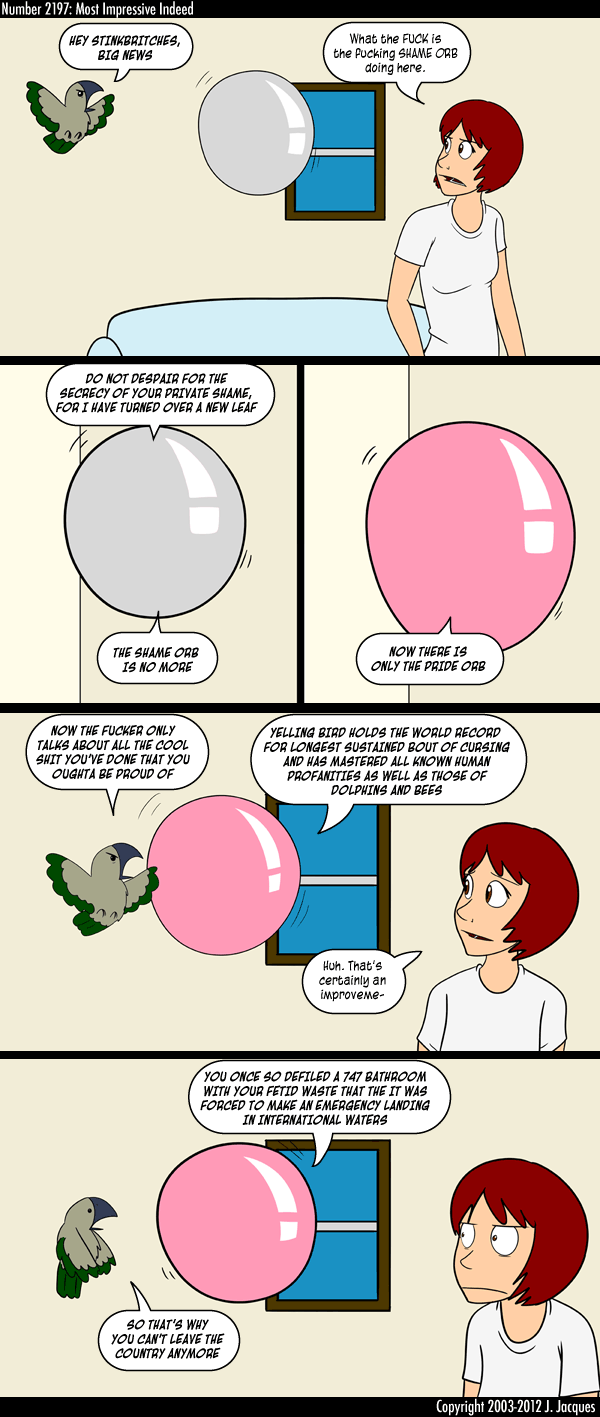 Number 2197: Most Impressive Indeed
HEY STINKBRITCHES,
BIG NEWS
What the FUCK is
the fucking SHAME ORB
doing here.
DO NOT DESPAIR FOR THE
SECRECY OF YOUR PRIVATE SHAME,
FOR I HAVE TURNED OVER A NEW LEAF
THE SHAME ORB
IS NO MORE
NOW THERE IS
ONLY THE PRIDE ORB
NOW THE FUCKER ONLY
TALKS ABOUT ALL THE COOL
SHIT YOU'VE DONE THAT YOU
OUGHTA BE PROUD OF
YELLING BIRD HOLDS THE WORLD RECORD
FOR LONGEST SUSTAINED BOUT OF CURSING
AND HAS MASTERED ALL KNOWN HUMAN
PROFANITIES AS WELL AS THOSE OF
DOLPHINS AND BEES
Huh. That's
certainly an
improveme-
YOU ONCE SO DEFILED A 747 BATHROOM
WITH YOUR FETID WASTE THAT THE IT WAS
FORCED TO MAKE AN EMERGENCY LANDING
IN INTERNATIONAL WATERS
SO THAT'S WHY
YOU CAN'T LEAVE THE
COUNTRY ANYMORE
Copyright 2003-2012 J. Jacques